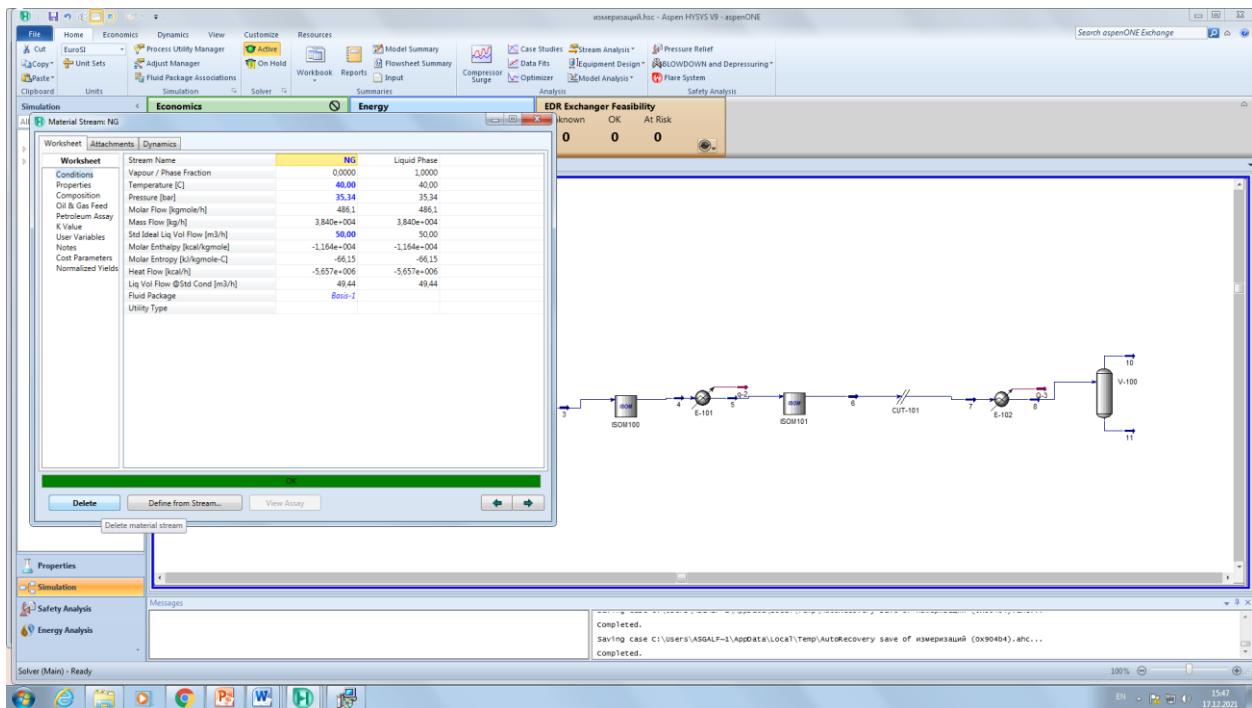 измеризаций.hsc - Aspen HYSYS V9 - aspenONE
File Home Economics Dynamics View Customize Resources
Search aspenONE Exchange
Cut EuroSI Process Utility Manager Active Model Summary Case Studies Stream Analysis Pressure Relief
Copy Unit Sets Adjust Manager On Hold Workbook Reports Flowsheet Summary Compressor Surge Data Fits Equipment Design BLOWDOWN and Depressuring
Paste Fluid Package Associations Input Optimizer Model Analysis Flare System
Clipboard Units Simulation Solver Summaries Analysis Safety Analysis
Simulation Economics Energy EDR Exchanger Feasibility
OK At Risk
0 0 0
Material Stream: NG
Worksheet Attachments Dynamics
Worksheet
Conditions
Properties
Composition
Oil & Gas Feed
Petroleum Assay
K Value
User Variables
Notes
Cost Parameters
Normalized Yields
Stream Name NG Liquid Phase
Vapour / Phase Fraction 0,0000 1,0000
Temperature [C] 40,00 40,00
Pressure [bar] 35,34 35,34
Molar Flow [kgmole/h] 486,1 486,1
Mass Flow [kg/h] 3,840e+004 3,840e+004
Std Ideal Liq Vol Flow [m3/h] 50,00 50,00
Molar Enthalpy [kcal/kgmole] -1,164e+004 -1,164e+004
Molar Entropy [kJ/kgmole-C] -66,15 -66,15
Heat Flow [kcal/h] -5,657e+006 -5,657e+006
Liq Vol Flow @Std Cond [m3/h] 49,44 49,44
Fluid Package Basis-1
Utility Type
OK
Delete Define from Stream... View Assay
Delete material stream
3 ISOM ISOM100 4 E-101 5 Q-2 ISOM ISOM101 6 CUT-101 7 E-102 8 Q-3 10 V-100 11
Properties
Simulation
Safety Analysis
Energy Analysis
Messages
Completed.
Saving case C:\Users\ASGALF~1\AppData\Local\Temp\AutoRecovery save of измеризаций (0x904b4).ahc...
Completed.
Solver (Main) - Ready
100%
EN 15:47
17.12.2021